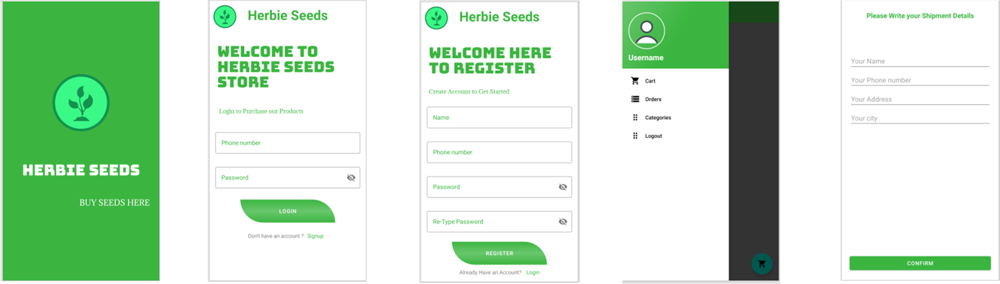 HERBIE SEEDS
BUY SEEDS HERE
Herbie Seeds
WELCOME TO
HERBIE SEEDS
STORE
Login to Purchase our Products
Phone number
Password
LOGIN
Don't have an account ? Signup
Herbie Seeds
WELCOME HERE
TO REGISTER
Create Account to Get Started
Name
Phone number
Password
Re-Type Password
REGISTER
Already Have an Account? Login
Username
Cart
Orders
Categories
Logout
Please Write your Shipment Details
Your Name
Your Phone number
Your Address
Your city
CONFIRM